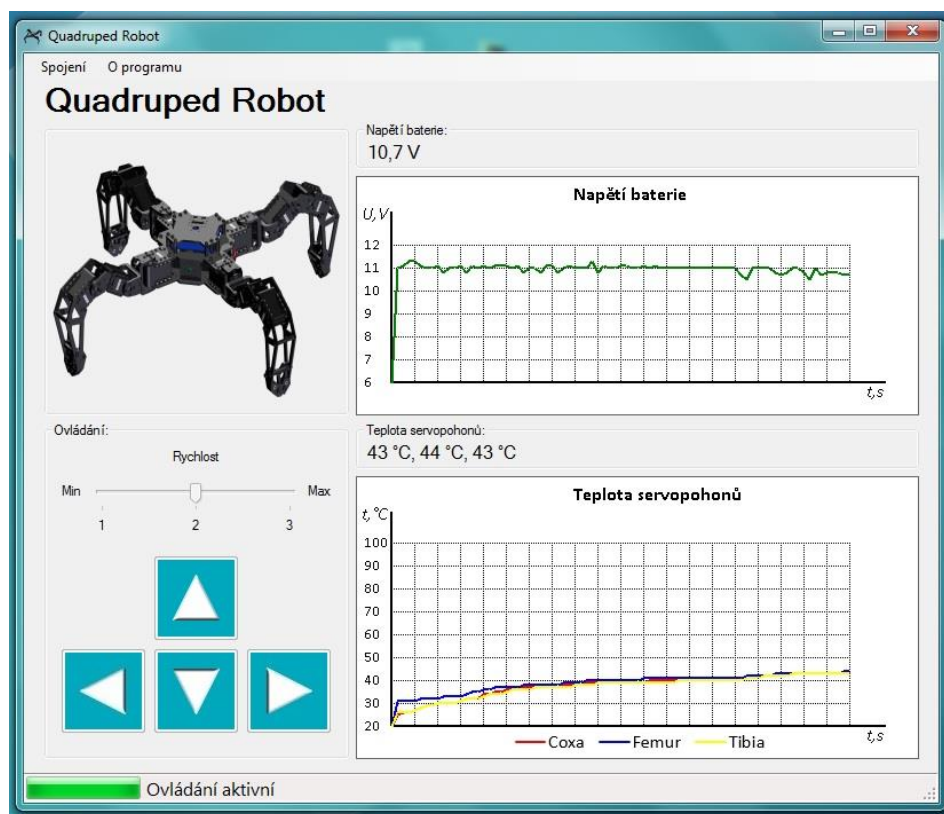 Quadruped Robot
Spojení O programu
Quadruped Robot
Napětí baterie:
10,7 V
Napětí baterie
U,V
12
11
10
9
8
7
6
t,s
Ovládání:
Rychlost
Min Max
1 2 3
Teplota servopohonů:
43 °C, 44 °C, 43 °C
Teplota servopohonů
t,°C
100
90
80
70
60
50
40
30
20
t,s
Coxa Femur Tibia
Ovládání aktivní